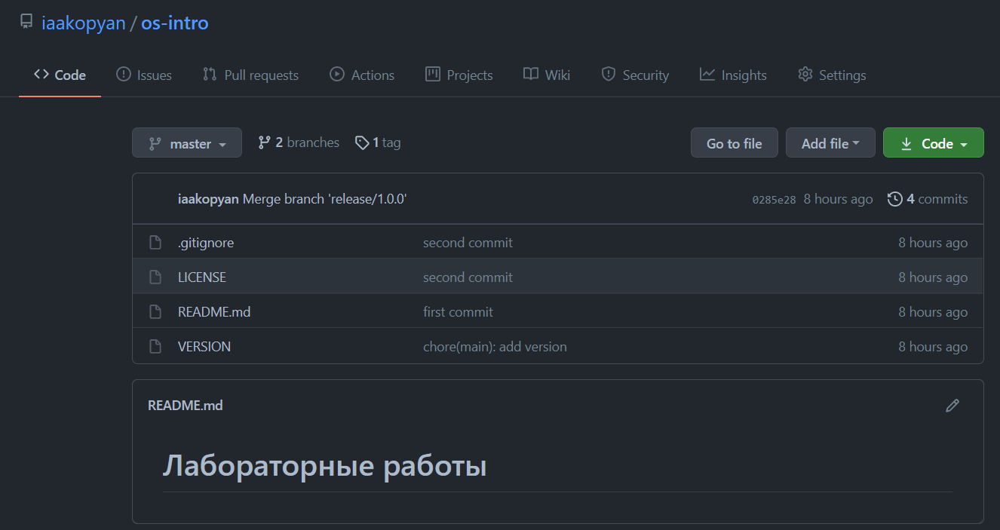 iaakopyan / os-intro
Code Issues Pull requests Actions Projects Wiki Security Insights Settings
master 2 branches 1 tag Go to file Add file Code
iaakopyan Merge branch 'release/1.0.0' 0285e28 8 hours ago 4 commits
.gitignore second commit 8 hours ago
LICENSE second commit 8 hours ago
README.md first commit 8 hours ago
VERSION chore(main): add version 8 hours ago
README.md
Лабораторные работы